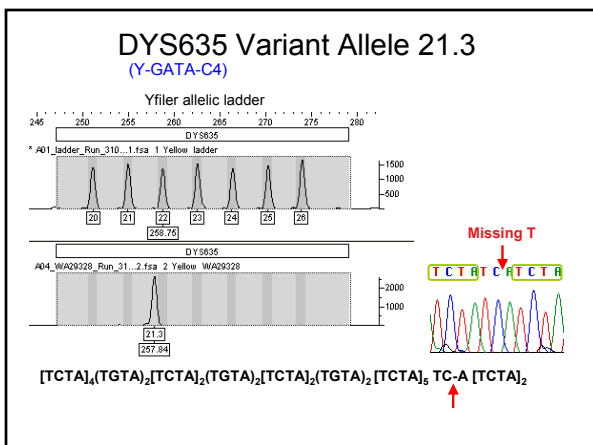 DYS635 Variant Allele 21.3
(Y-GATA-C4)
Yfiler allelic ladder
245 250 255 260 265 270 275 280
DYS635
* A01_ladder_Run_310...1.fsa 1 Yellow ladder
1500
1000
500
20 21 22 23 24 25 26
258.75
DYS635
A04_WA29328_Run_31...2.fsa 2 Yellow WA29328
2000
1000
21.3
257.84
Missing T
T C T A T C A T C T A
[TCTA]4(TGTA)2[TCTA]2(TGTA)2[TCTA]2(TGTA)2 [TCTA]5 TC-A [TCTA]2